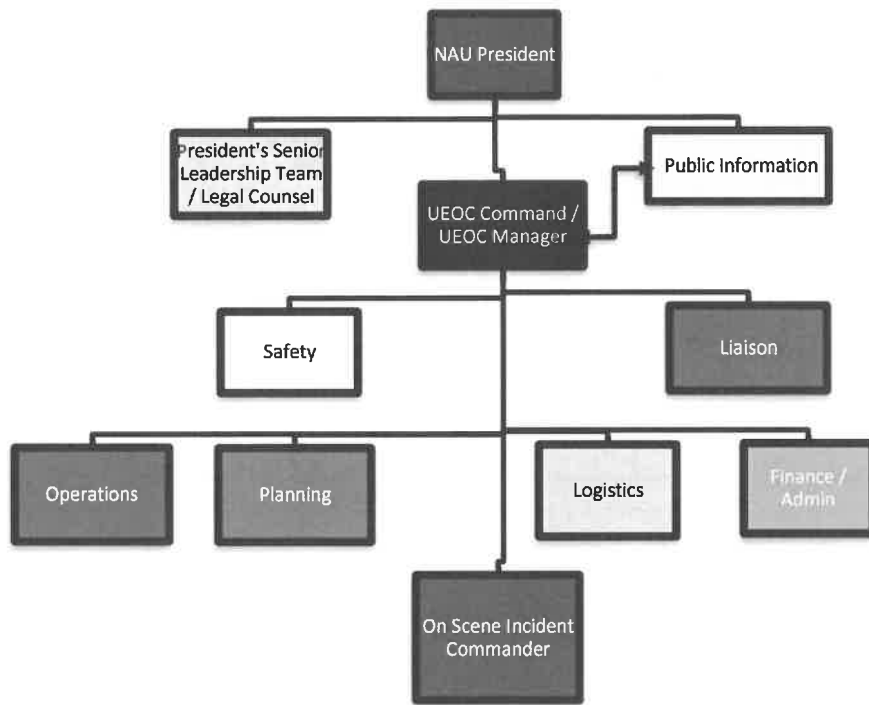 NAU President
President's Senior
Leadership Team
/ Legal Counsel
Public Information
UEOC Command /
UEOC Manager
Safety
Liaison
Operations
Planning
Logistics
Finance /
Admin
On Scene Incident
Commander